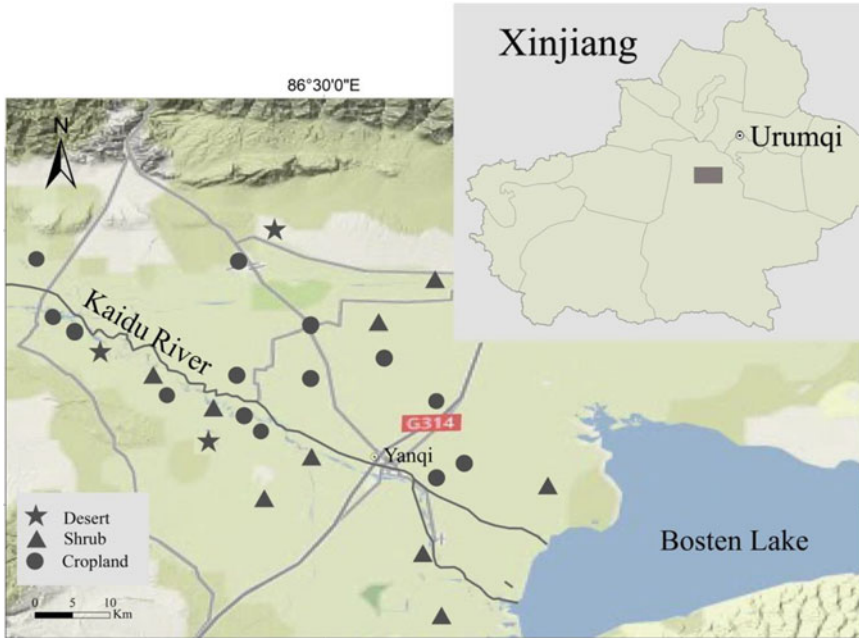 Xinjiang
Urumqi
86°30'0"E
N
Kaidu River
G314
Yanqi
Bosten Lake
Desert
Shrub
Cropland
0 5 10
Km